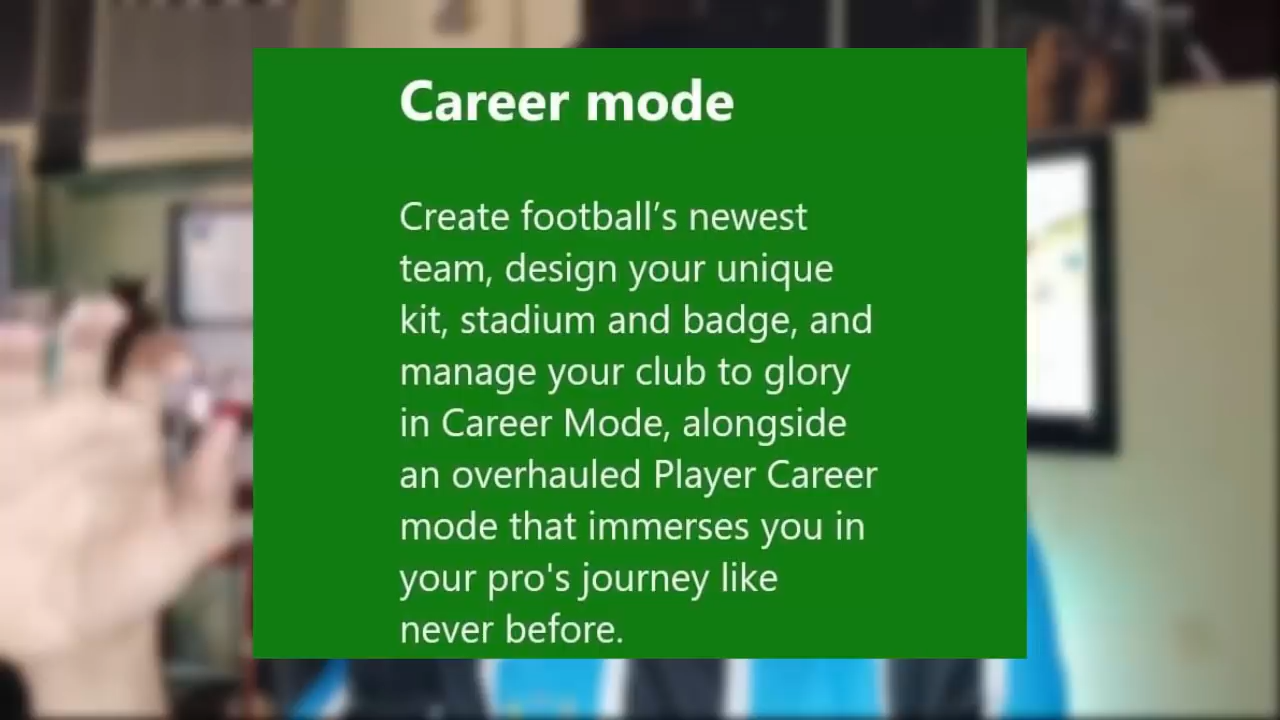 Career mode
Create football’s newest
team, design your unique
kit, stadium and badge, and
manage your club to glory
in Career Mode, alongside
an overhauled Player Career
mode that immerses you in
your pro's journey like
never before.